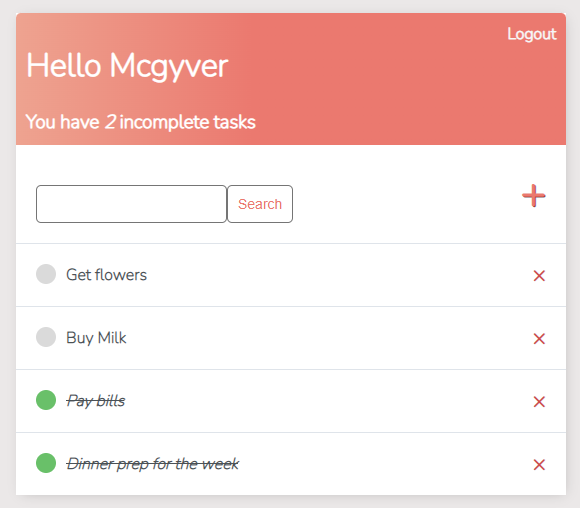 Logout
Hello Mcgyver
You have 2 incomplete tasks
Search
Get flowers
Buy Milk
Pay bills
Dinner prep for the week